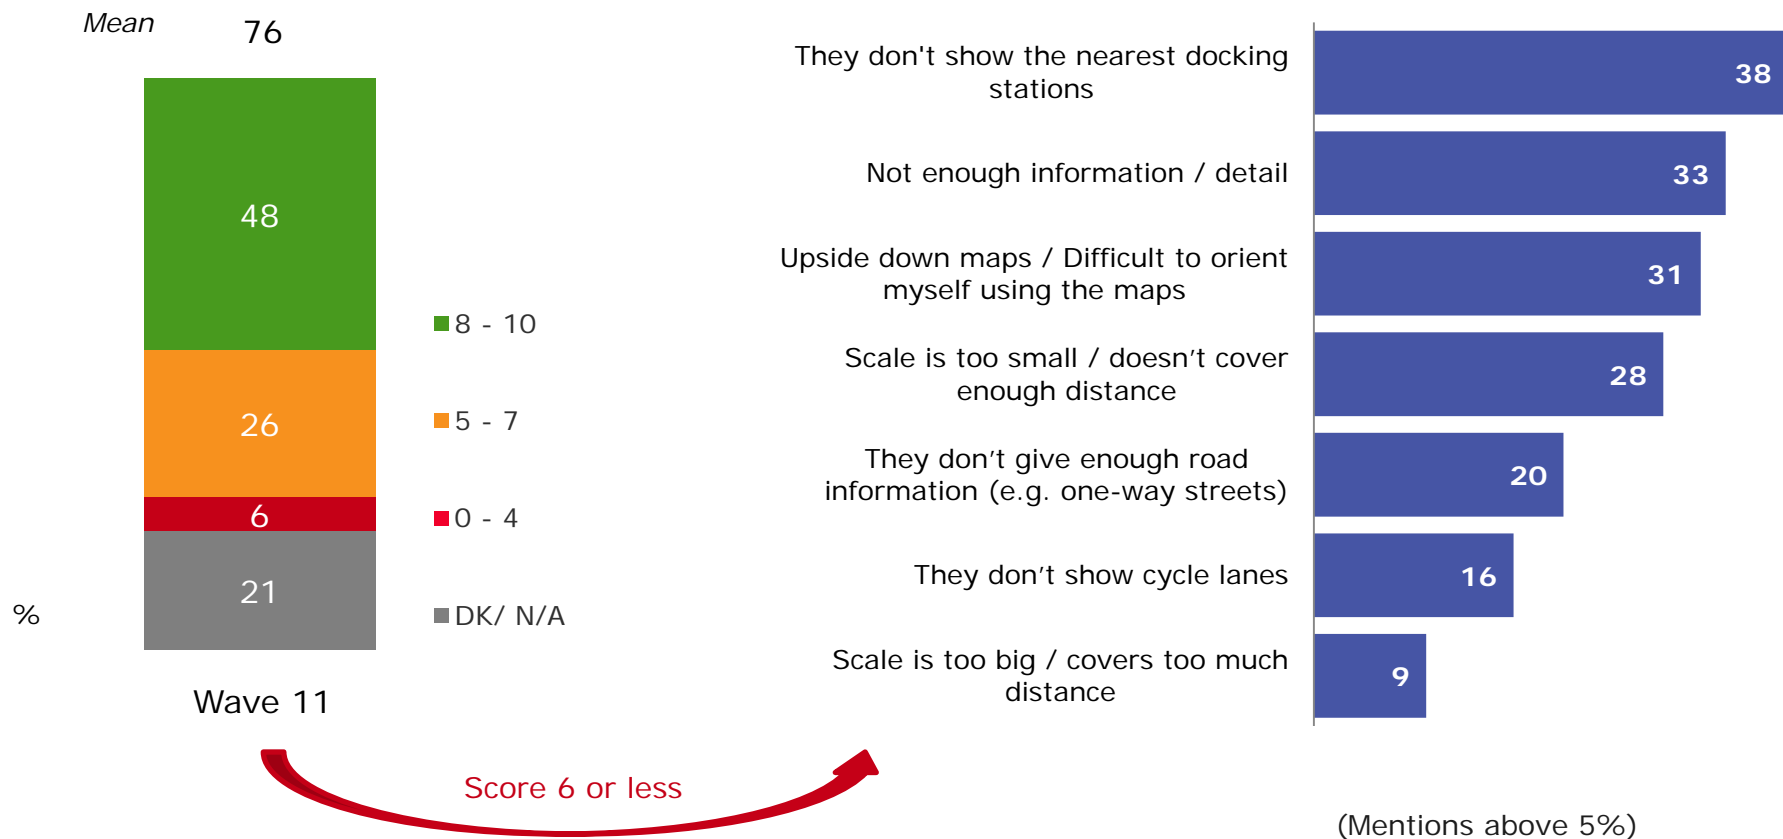 Mean
76
48
26
6
21
%
Wave 11
8 - 10
5 - 7
0 - 4
DK/ N/A
Score 6 or less
They don't show the nearest docking
stations
38
Not enough information / detail
33
Upside down maps / Difficult to orient
myself using the maps
31
Scale is too small / doesn’t cover
enough distance
28
They don’t give enough road
information (e.g. one-way streets)
20
They don’t show cycle lanes
16
Scale is too big / covers too much
distance
9
(Mentions above 5%)